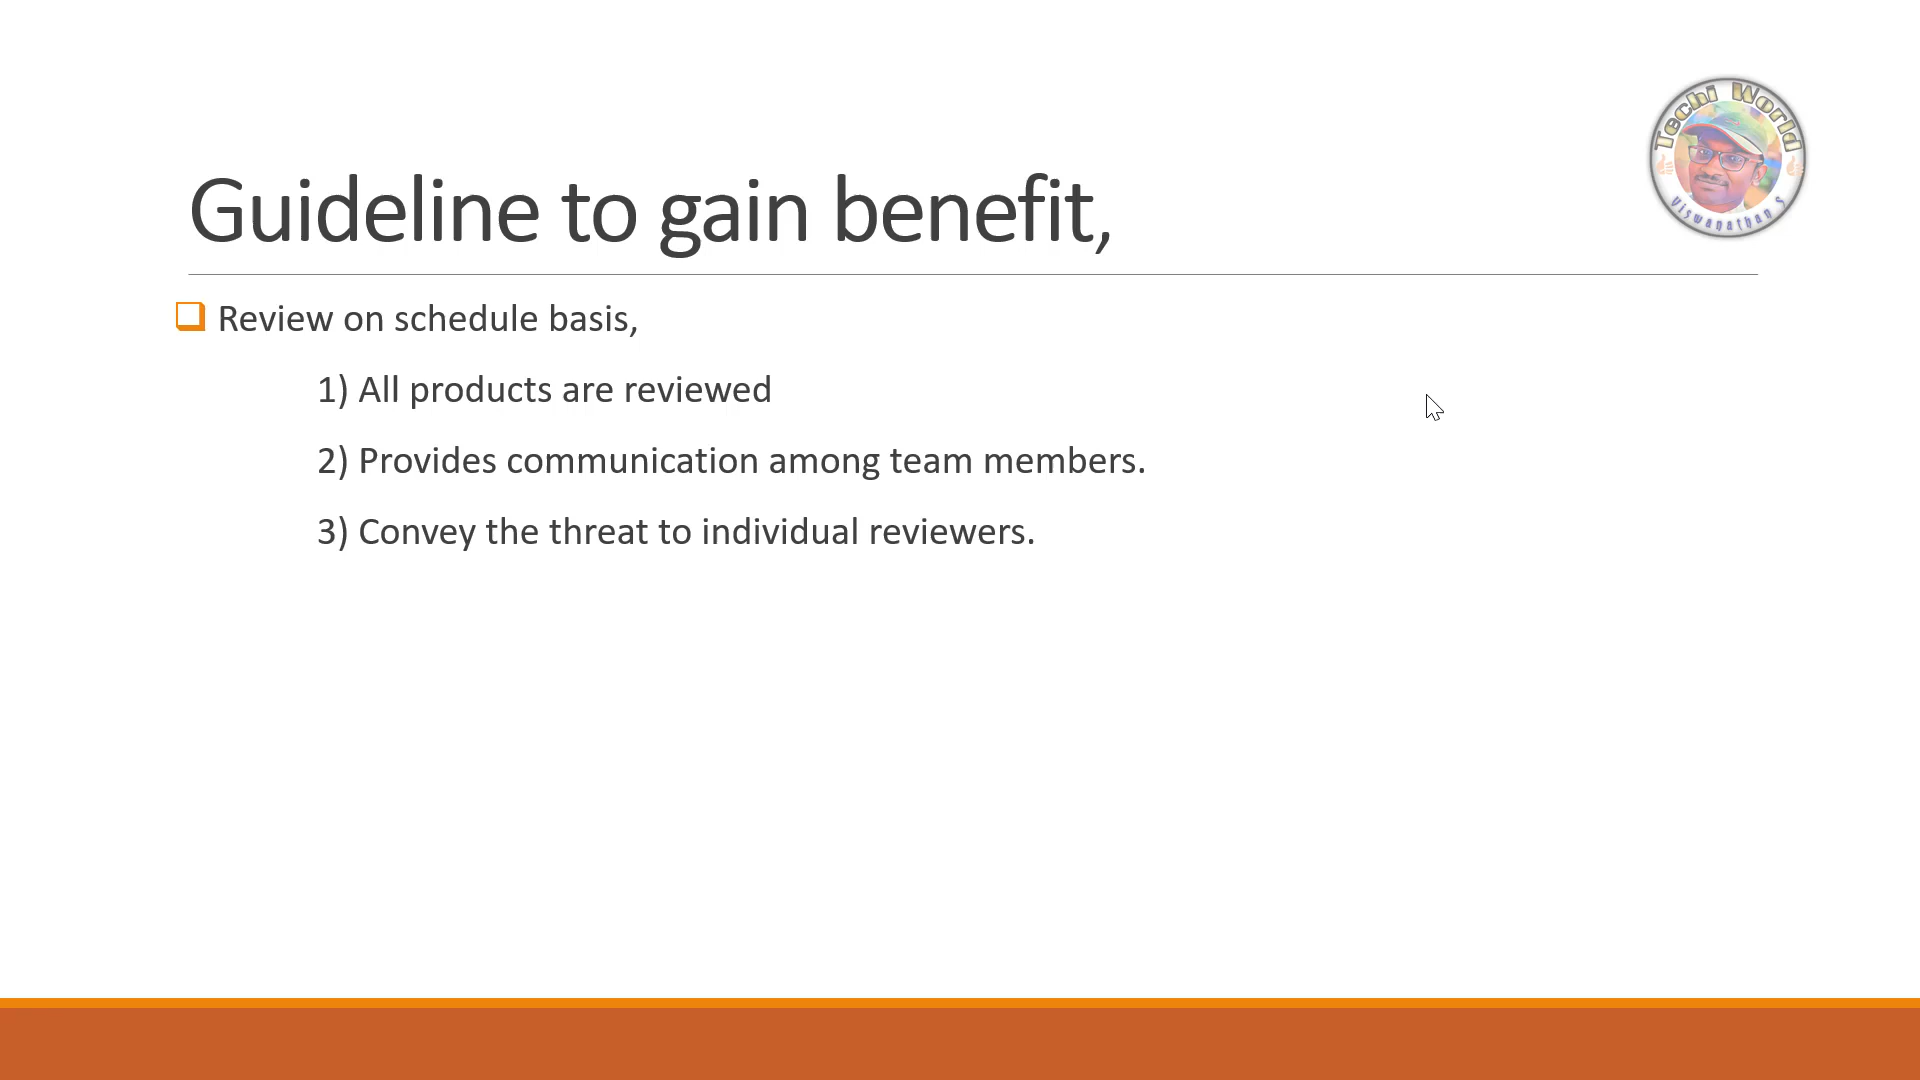 Techi World
Viswanathan S
Guideline to gain benefit,
Review on schedule basis,
1) All products are reviewed
2) Provides communication among team members.
3) Convey the threat to individual reviewers.